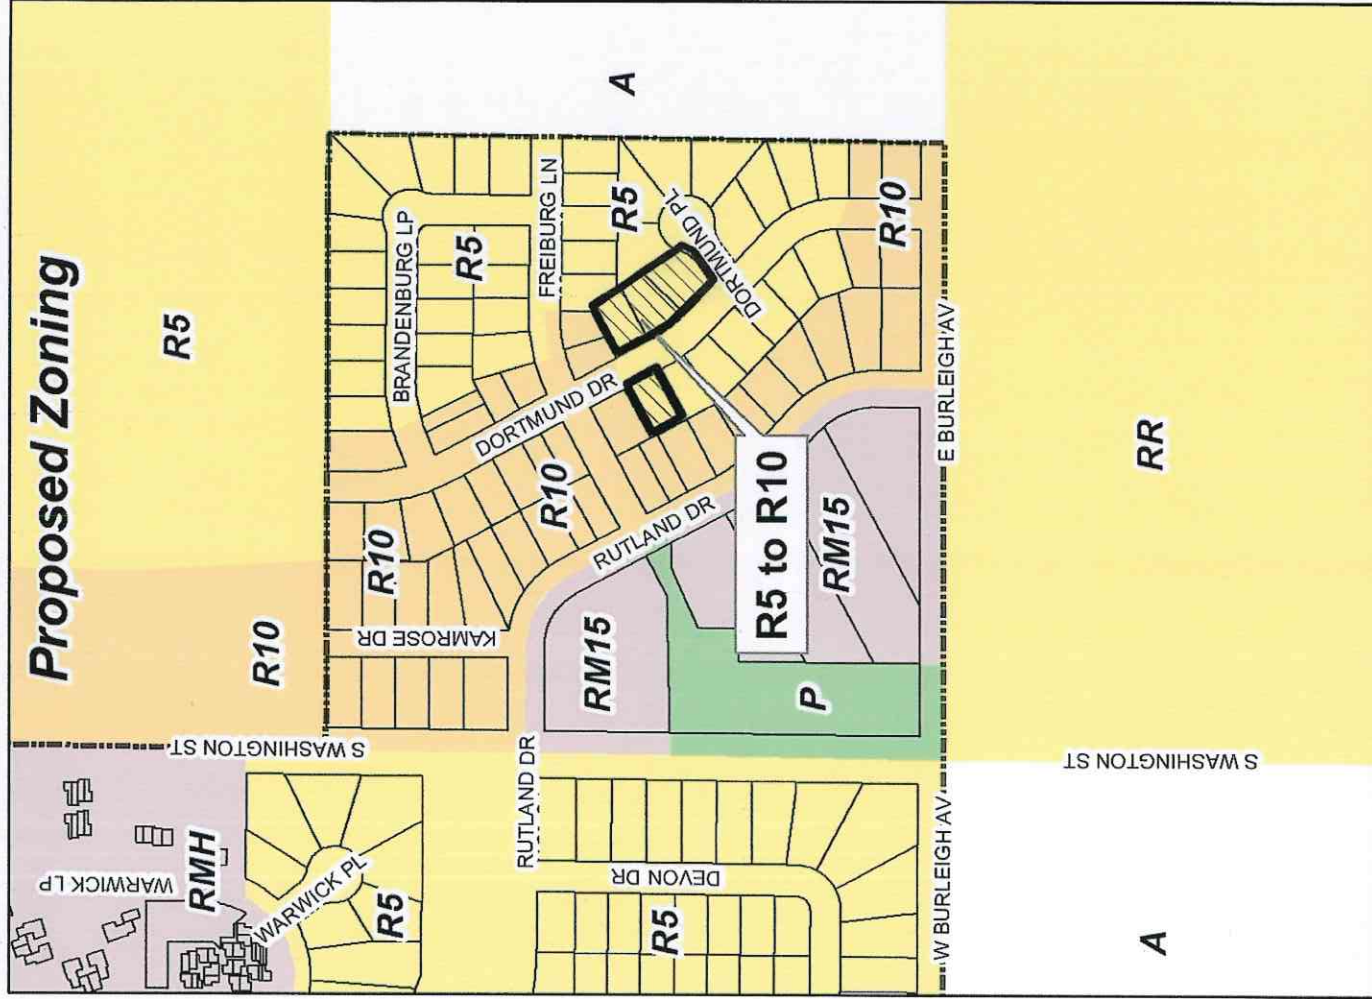 Proposed Zoning
R5
R10
A
BRANDENBURG LP
R5
FREIBURG LN
R5
DORTMUND PL
DORTMUND DR
R10
R10
KAMROSE DR
R10
RUTLAND DR
DORTMUND
R10
R5 to R10
RM15
RM15
P
S WASHINGTON ST
WARWICK LP
RMH
WARWICK PL
R5
RUTLAND DR
DEVON DR
R5
E BURLEIGH AV
W BURLEIGH AV
RR
S WASHINGTON ST
A